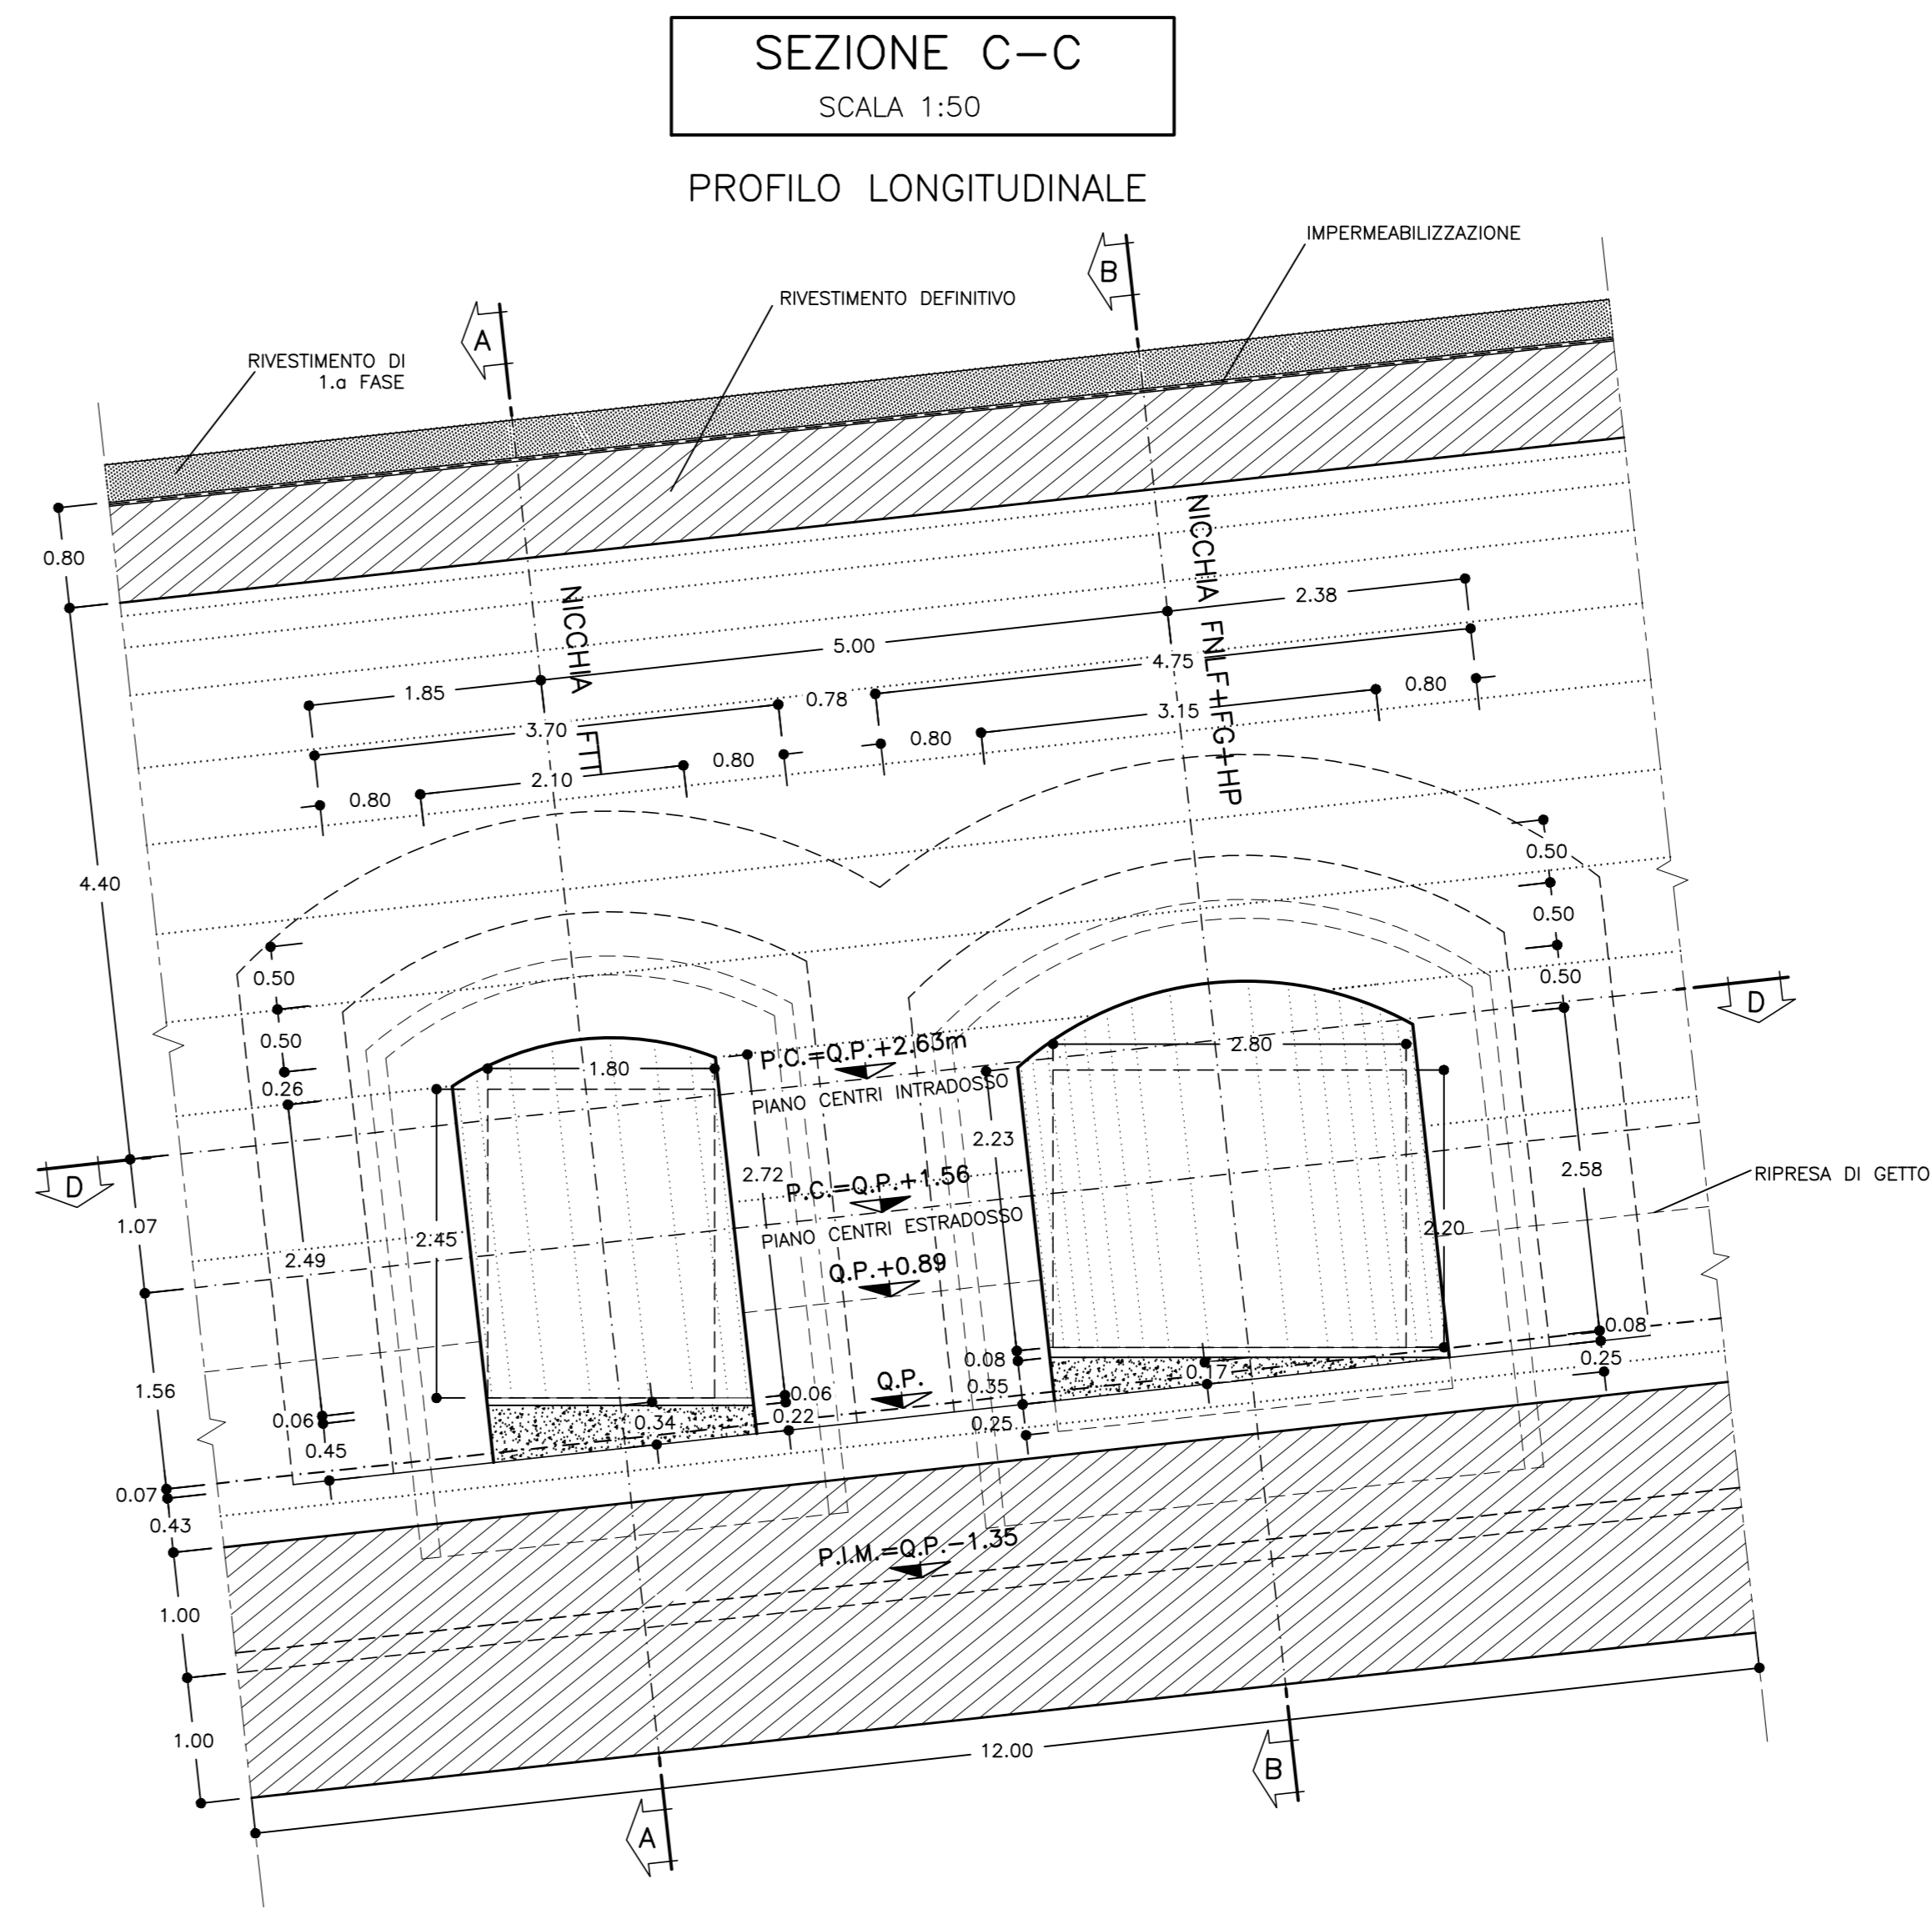 SEZIONE C-C
SCALA 1:50
PROFILO LONGITUDINALE
IMPERMEABILIZZAZIONE
B
RIVESTIMENTO DEFINITIVO
A
RIVESTIMENTO DI
1.a FASE
0.80
NICCHIA FTT
NICCHIA FNLF+FG+HP
2.38
5.00
4.75
1.85
0.78
3.70
3.15
0.80
0.80
2.10
0.80
0.80
4.40
0.50
0.50
0.50
0.50
0.50
0.26
D
P.C.=Q.P.+2.63m
PIANO CENTRI INTRADOSSO
1.80
2.80
2.23
2.72
2.58
RIPRESA DI GETTO
D
P.C.=Q.P.+1.56
PIANO CENTRI ESTRADOSSO
1.07
2.45
2.49
2.20
Q.P.+0.89
0.08
0.25
0.08
0.17
0.35
0.25
Q.P.
1.56
0.06
0.22
0.34
0.06
0.45
0.07
0.43
P.I.M.=Q.P.-1.35
1.00
1.00
12.00
B
A